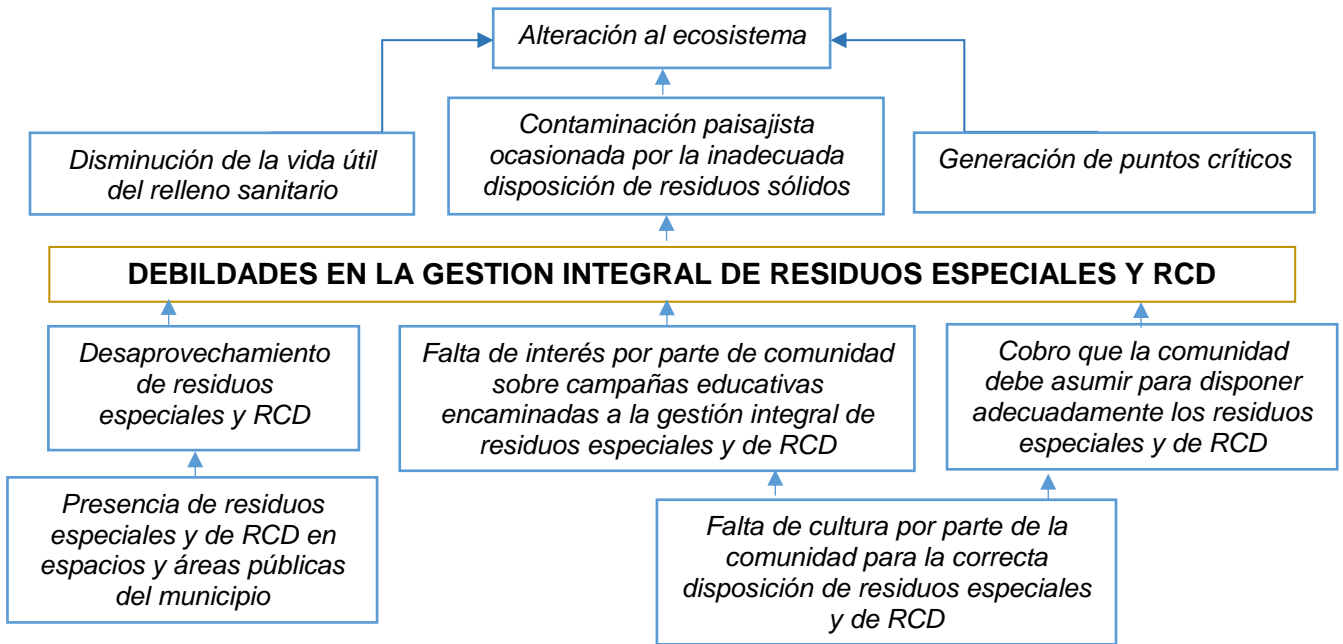 Alteración al ecosistema
Disminución de la vida útil
del relleno sanitario
Contaminación paisajista
ocasionada por la inadecuada
disposición de residuos sólidos
Generación de puntos críticos
DEBILDADES EN LA GESTION INTEGRAL DE RESIDUOS ESPECIALES Y RCD
Desaprovechamiento
de residuos
especiales y RCD
Falta de interés por parte de comunidad
sobre campañas educativas
encaminadas a la gestión integral de
residuos especiales y de RCD
Cobro que la comunidad
debe asumir para disponer
adecuadamente los residuos
especiales y de RCD
Presencia de residuos
especiales y de RCD en
espacios y áreas públicas
del municipio
Falta de cultura por parte de la
comunidad para la correcta
disposición de residuos especiales
y de RCD